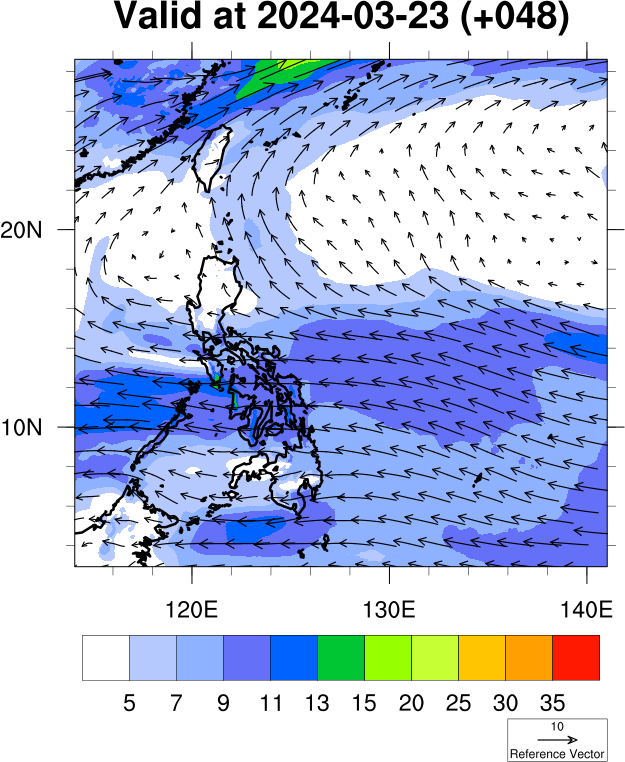 Valid at 2024-03-23 (+048)
20N
10N
120E 130E 140E
5 7 9 11 13 15 20 25 30 35
10
Reference Vector